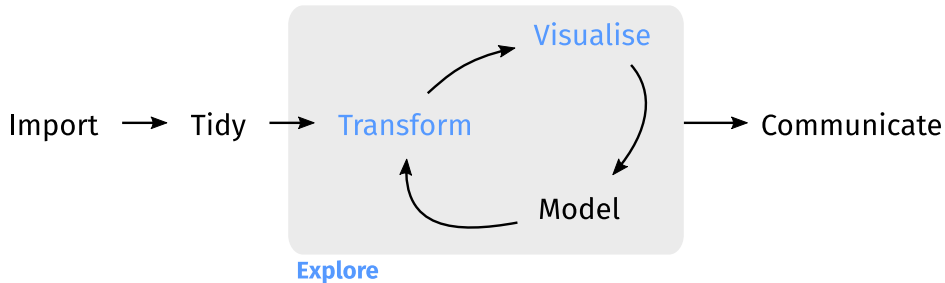 Import
Tidy
Transform
Visualise
Model
Communicate
Explore